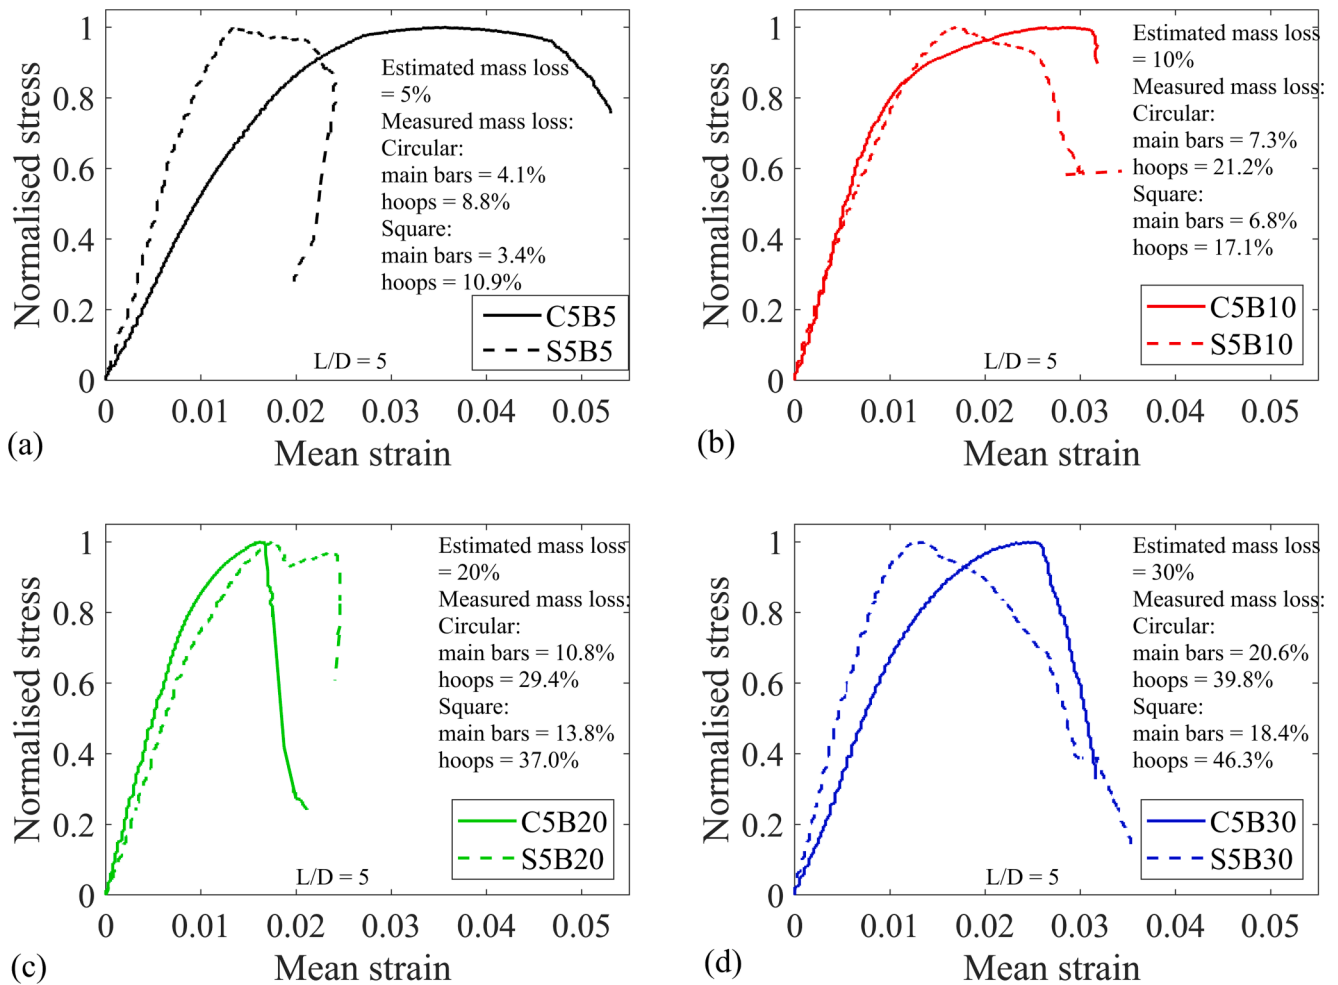 1
0.8
0.6
0.4
0.2
0
Normalised stress
Estimated mass loss
= 5%
Measured mass loss:
Circular:
main bars = 4.1%
hoops = 8.8%
Square:
main bars = 3.4%
hoops = 10.9%
C5B5
S5B5
L/D = 5
0 0.01 0.02 0.03 0.04 0.05
Mean strain
(a)
1
0.8
0.6
0.4
0.2
0
Normalised stress
Estimated mass loss
= 10%
Measured mass loss:
Circular:
main bars = 7.3%
hoops = 21.2%
Square:
main bars = 6.8%
hoops = 17.1%
C5B10
S5B10
L/D = 5
0 0.01 0.02 0.03 0.04 0.05
Mean strain
(b)
1
0.8
0.6
0.4
0.2
0
Normalised stress
Estimated mass loss
= 20%
Measured mass loss:
Circular:
main bars = 10.8%
hoops = 29.4%
Square:
main bars = 13.8%
hoops = 37.0%
C5B20
S5B20
L/D = 5
0 0.01 0.02 0.03 0.04 0.05
Mean strain
(c)
1
0.8
0.6
0.4
0.2
0
Normalised stress
Estimated mass loss
= 30%
Measured mass loss:
Circular:
main bars = 20.6%
hoops = 39.8%
Square:
main bars = 18.4%
hoops = 46.3%
C5B30
S5B30
L/D = 5
0 0.01 0.02 0.03 0.04 0.05
Mean strain
(d)